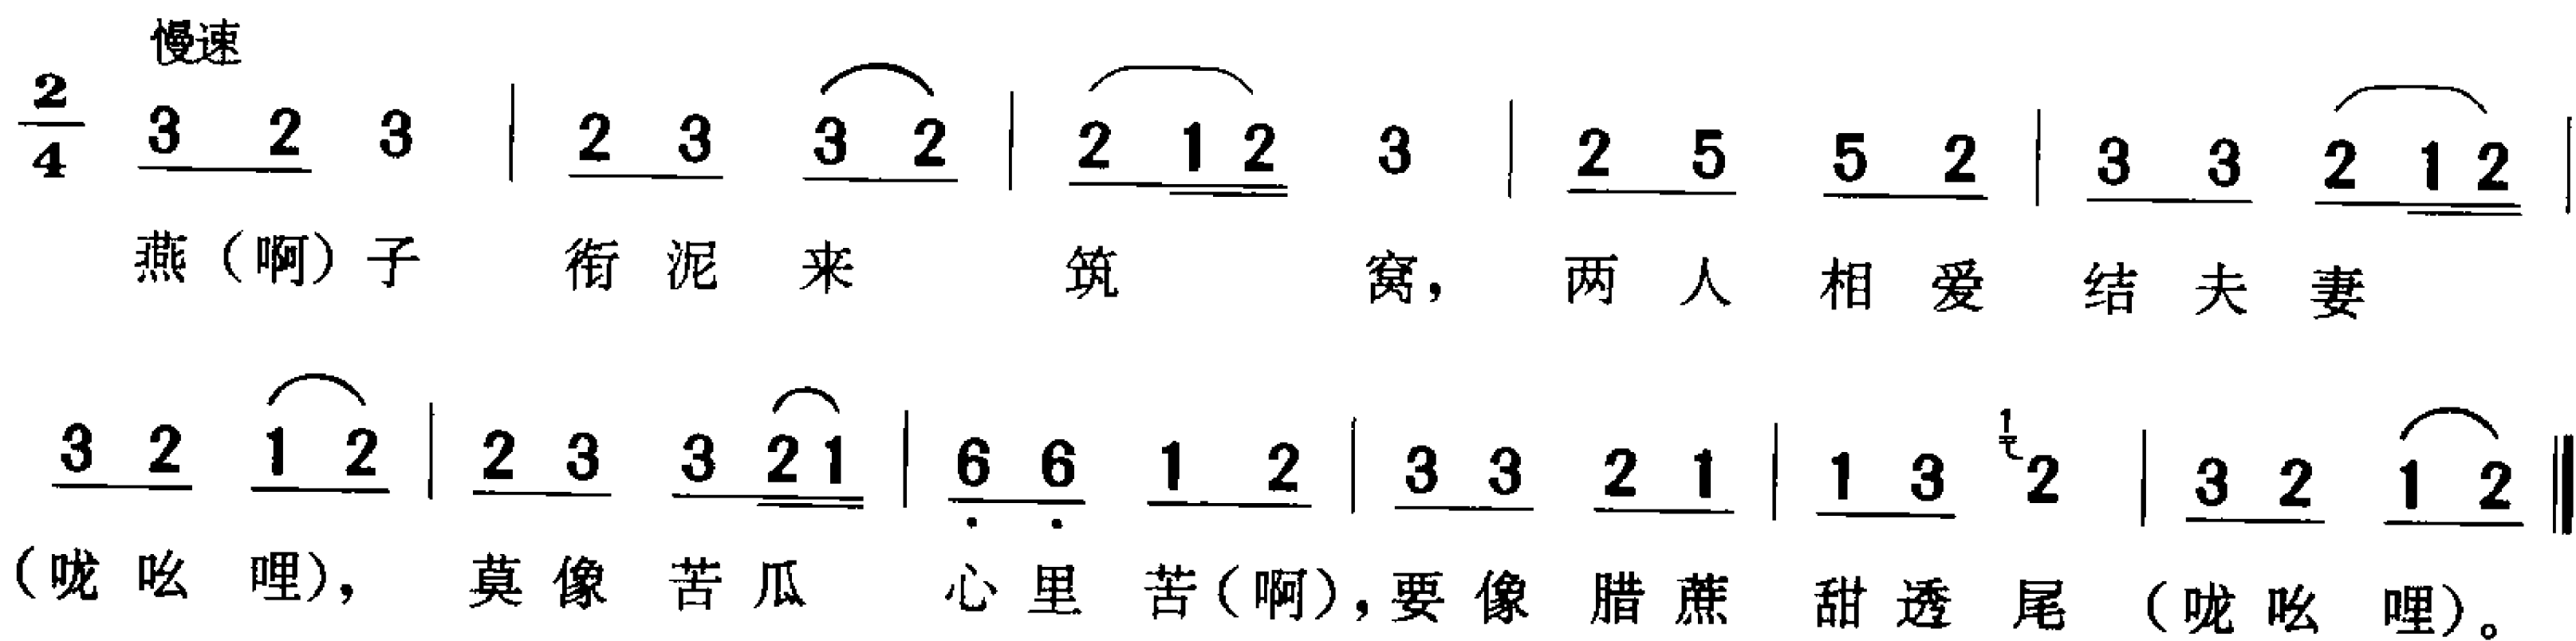 慢速
2/4 3 2 3 | 2 3 3 2 | 2 1 2 3 | 2 5 5 2 | 3 3 2 1 2 |
燕（啊）子 衔 泥 来 筑 窝， 两 人 相 爱 结 夫 妻
3 2 1 2 | 2 3 3 2 1 | 6 6 1 2 | 3 3 2 1 | 1 3 1 2 | 3 2 1 2 ‖
（咙 吆 哩）， 莫 像 苦 瓜 心 里 苦（啊），要 像 腊 蔗 甜 透 尾 （咙 吆 哩）。